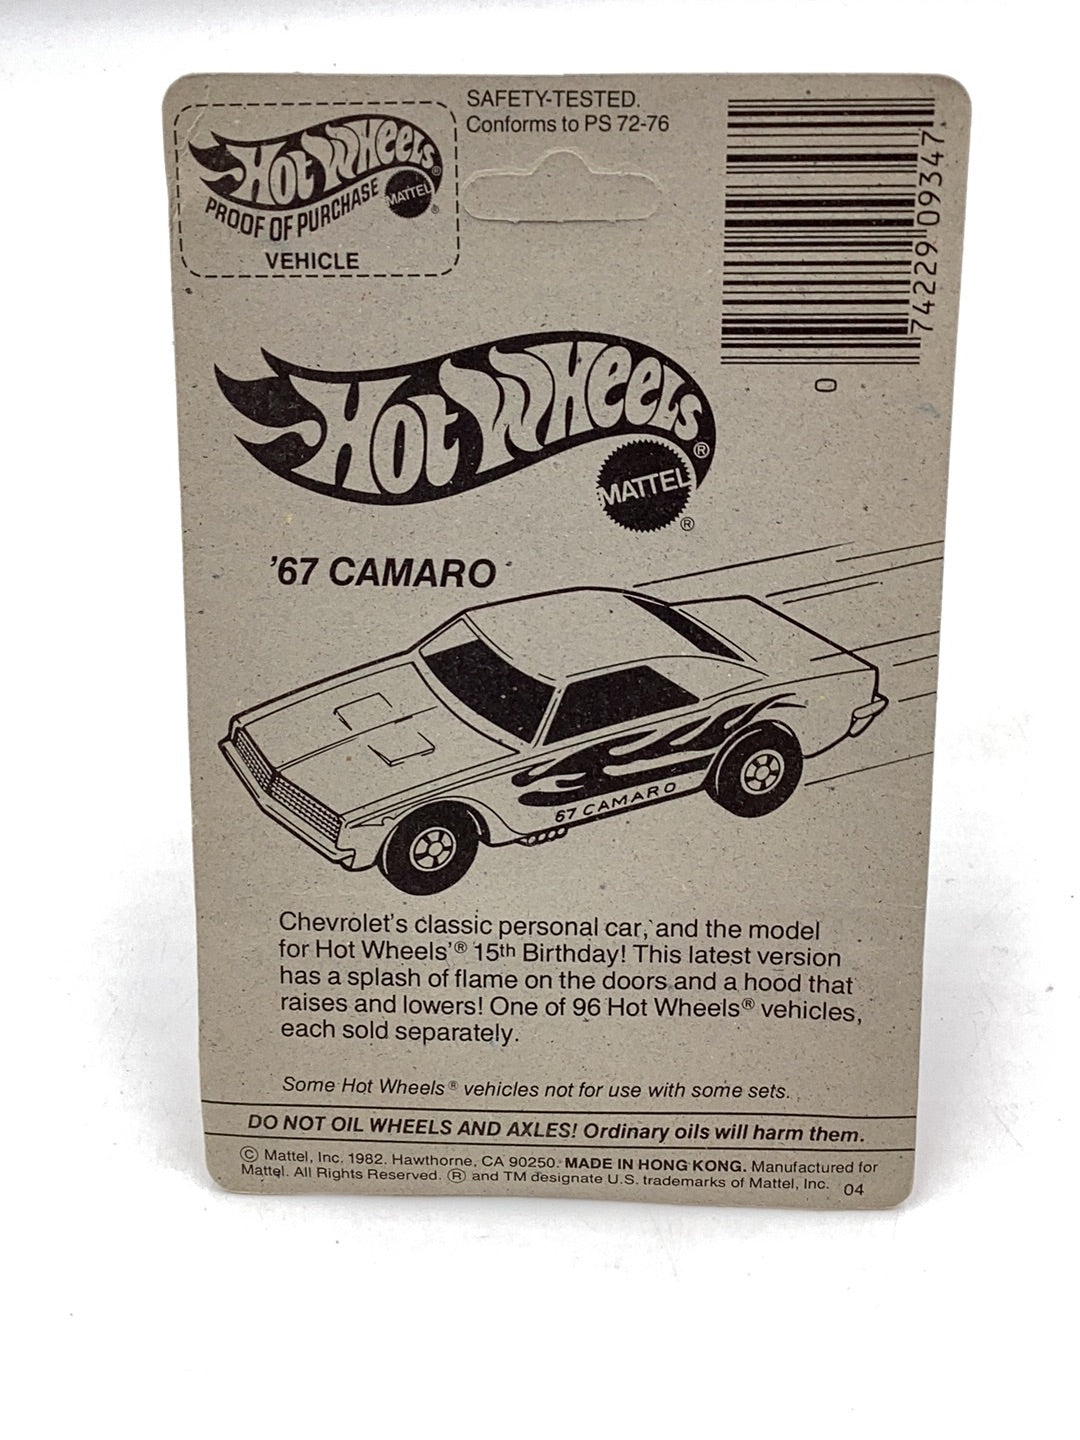 SAFETY-TESTED.
Conforms to PS 72-76
HOT WHEELS®
PROOF OF PURCHASE
MATTEL®
VEHICLE
74229 09347
0
HOT WHEELS®
MATTEL®
'67 CAMARO
67 CAMARO
Chevrolet's classic personal car, and the model
for Hot Wheels'® 15th Birthday! This latest version
has a splash of flame on the doors and a hood that
raises and lowers! One of 96 Hot Wheels® vehicles,
each sold separately.
Some Hot Wheels® vehicles not for use with some sets.
DO NOT OIL WHEELS AND AXLES! Ordinary oils will harm them.
© Mattel, Inc. 1982. Hawthorne, CA 90250. MADE IN HONG KONG. Manufactured for
Mattel. All Rights Reserved. ® and TM designate U.S. trademarks of Mattel, Inc. 04